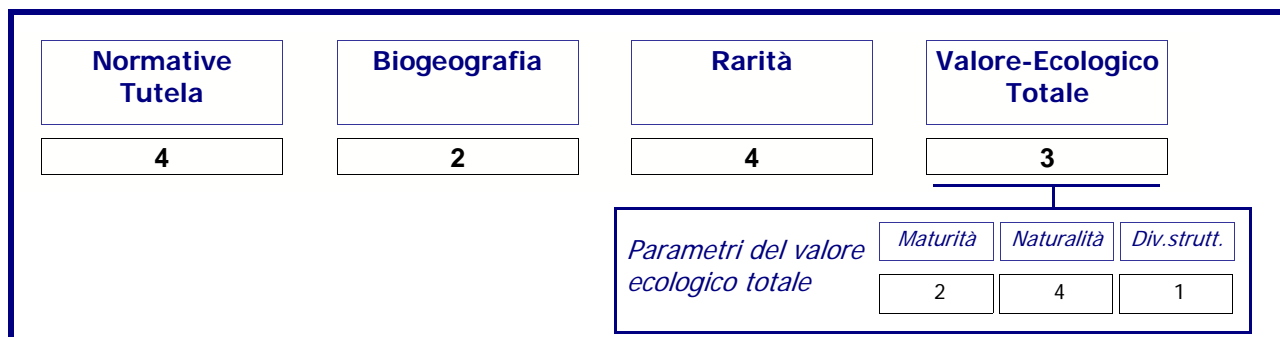 Normative
Tutela
Biogeografia
Rarità
Valore-Ecologico
Totale
4
2
4
3
Parametri del valore
ecologico totale
Maturità
Naturalità
Div.strutt.
2
4
1